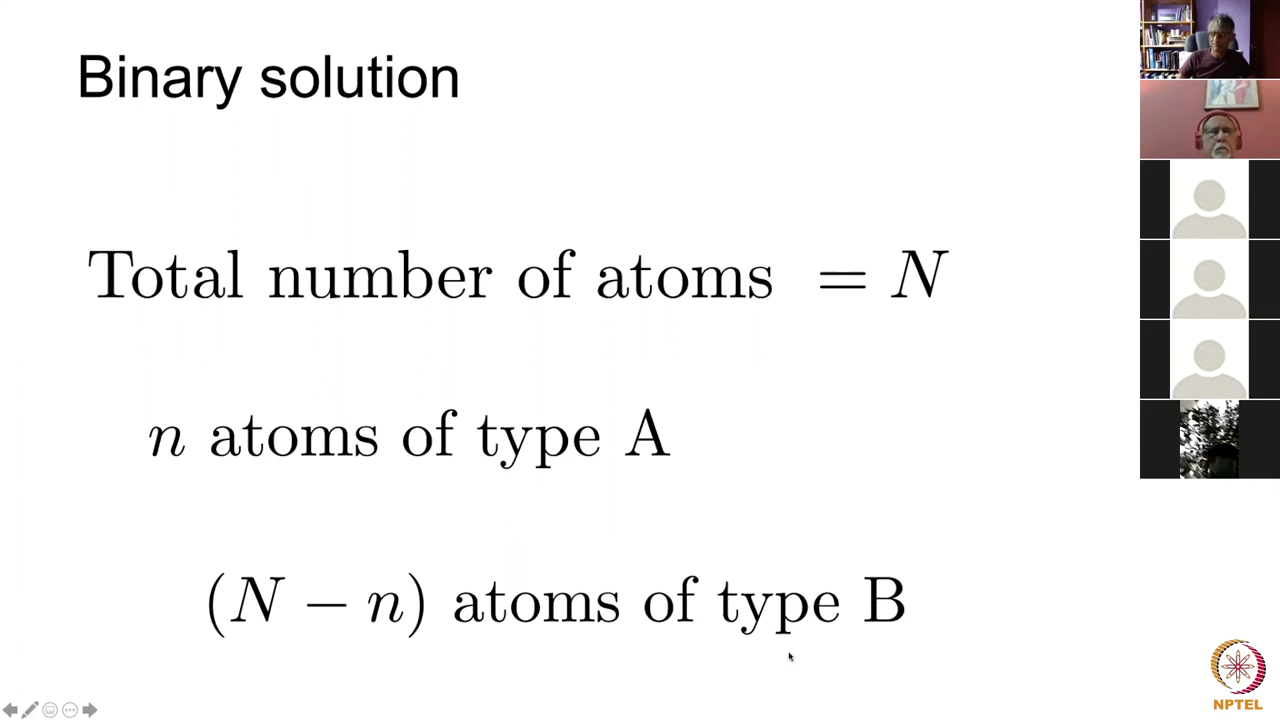 Binary solution
Total number of atoms = N
n atoms of type A
(N − n) atoms of type B
NPTEL